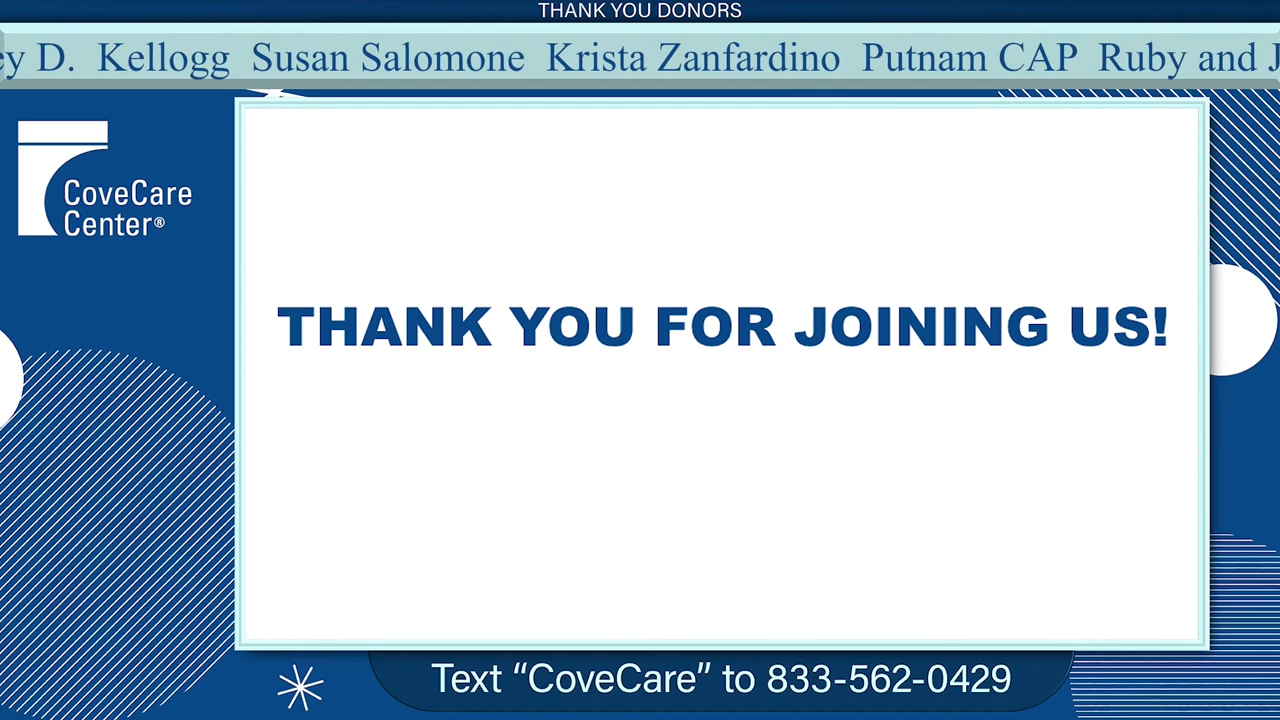 THANK YOU DONORS
D. Kellogg Susan Salomone Krista Zanfardino Putnam CAP Ruby and
CoveCare
Center®
THANK YOU FOR JOINING US!
Text “CoveCare” to 833-562-0429